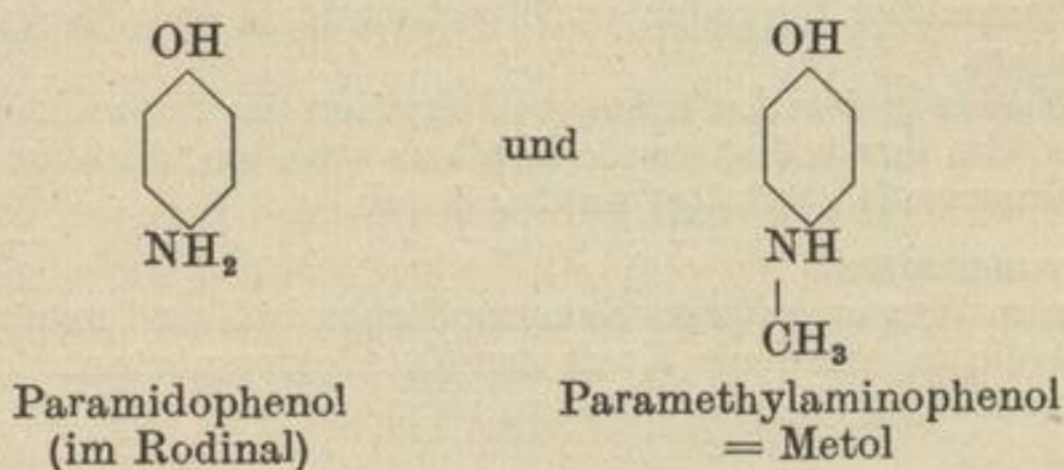 OH OH
und
NH₂ NH
CH₃
Paramidophenol Paramethylaminophenol
(im Rodinal) = Metol